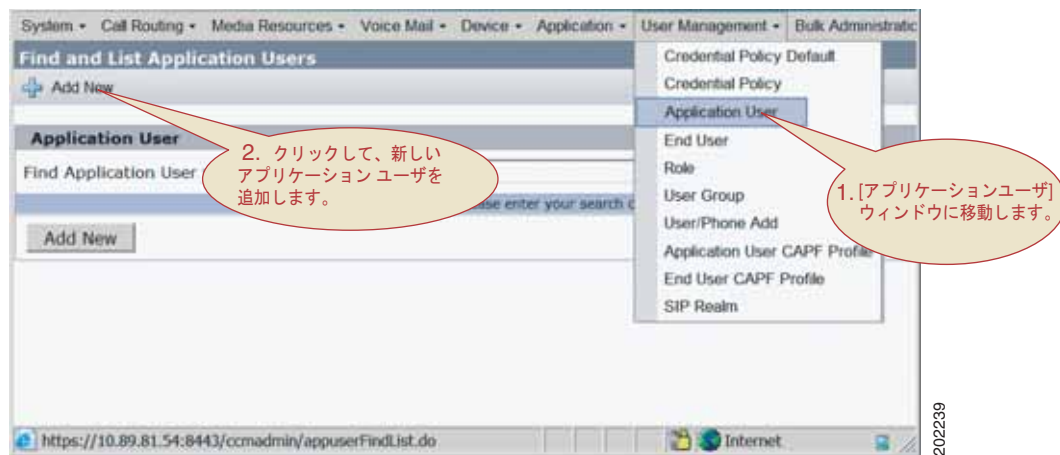 System Call Routing Media Resources Voice Mail Device Application User Management Bulk Administratic
Find and List Application Users
Add New
Application User
Find Application User
ase enter your search c
Add New
Credential Policy Default
Credential Policy
Application User
End User
Role
User Group
User/Phone Add
Application User CAPF Profile
End User CAPF Profile
SIP Realm
2. クリックして、新しい
アプリケーション ユーザを
追加します。
1. [アプリケーションユーザ]
ウィンドウに移動します。
https://10.89.81.54:8443/ccmadmin/appuserFindList.do
Internet
202239